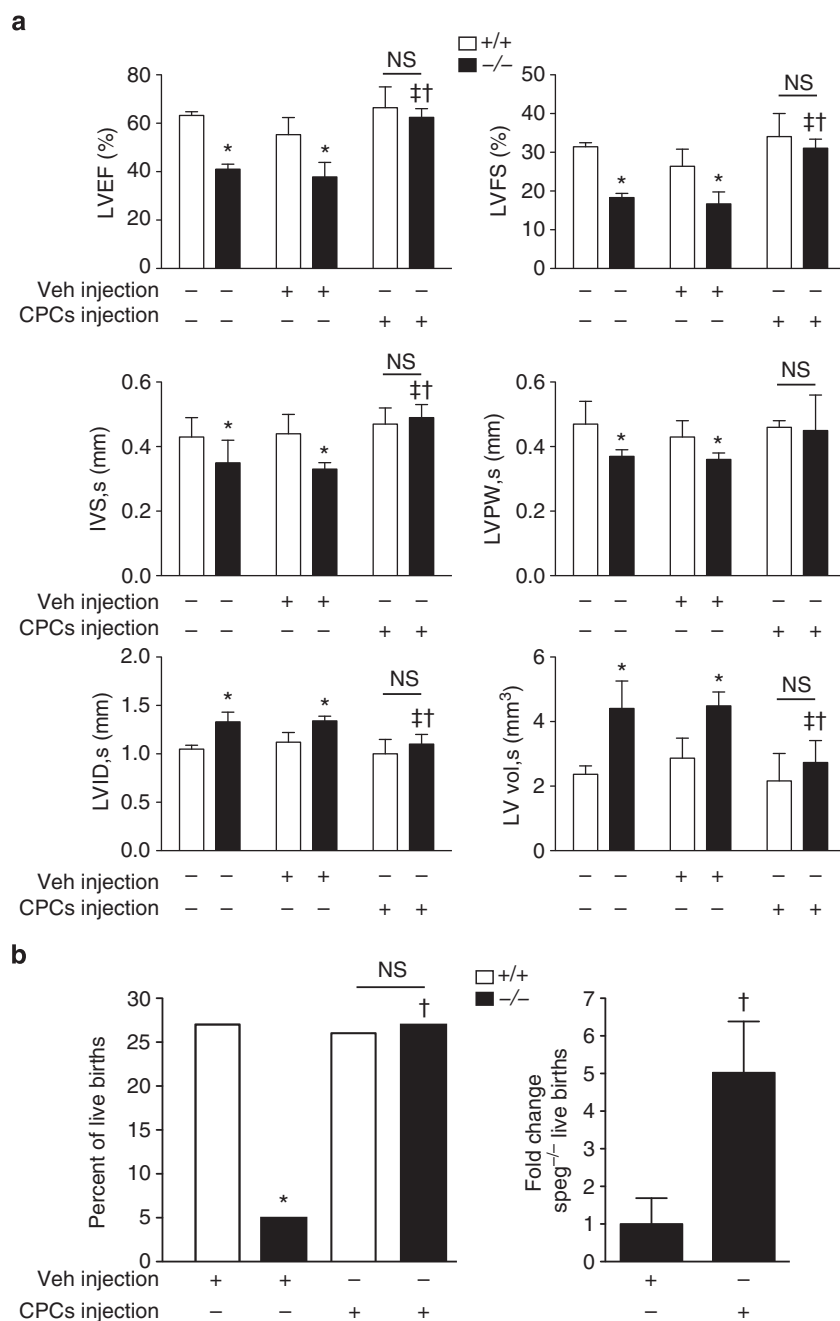 a
+/+
−/−
LVEF (%)
80
60
40
20
0
*
*
NS
‡†
LVFS (%)
50
40
30
20
10
0
*
*
NS
‡†
Veh injection − − + + − − − − + + − −
CPCs injection − − − − + + − − − − + +
IVS,s (mm)
0.6
0.4
0.2
0.0
*
*
NS
‡†
LVPW,s (mm)
0.6
0.4
0.2
0.0
*
*
NS
Veh injection − − + + − − − − + + − −
CPCs injection − − − − + + − − − − + +
LVID,s (mm)
2.0
1.5
1.0
0.5
0.0
*
*
NS
‡†
LV vol,s (mm³)
6
4
2
0
*
*
NS
‡†
Veh injection − − + + − − − − + + − −
CPCs injection − − − − + + − − − − + +
b
+/+
−/−
Percent of live births
30
25
20
15
10
5
0
*
NS
†
Fold change
speg−/− live births
7
6
5
4
3
2
1
0
†
Veh injection + + − − + −
CPCs injection − − + + − +